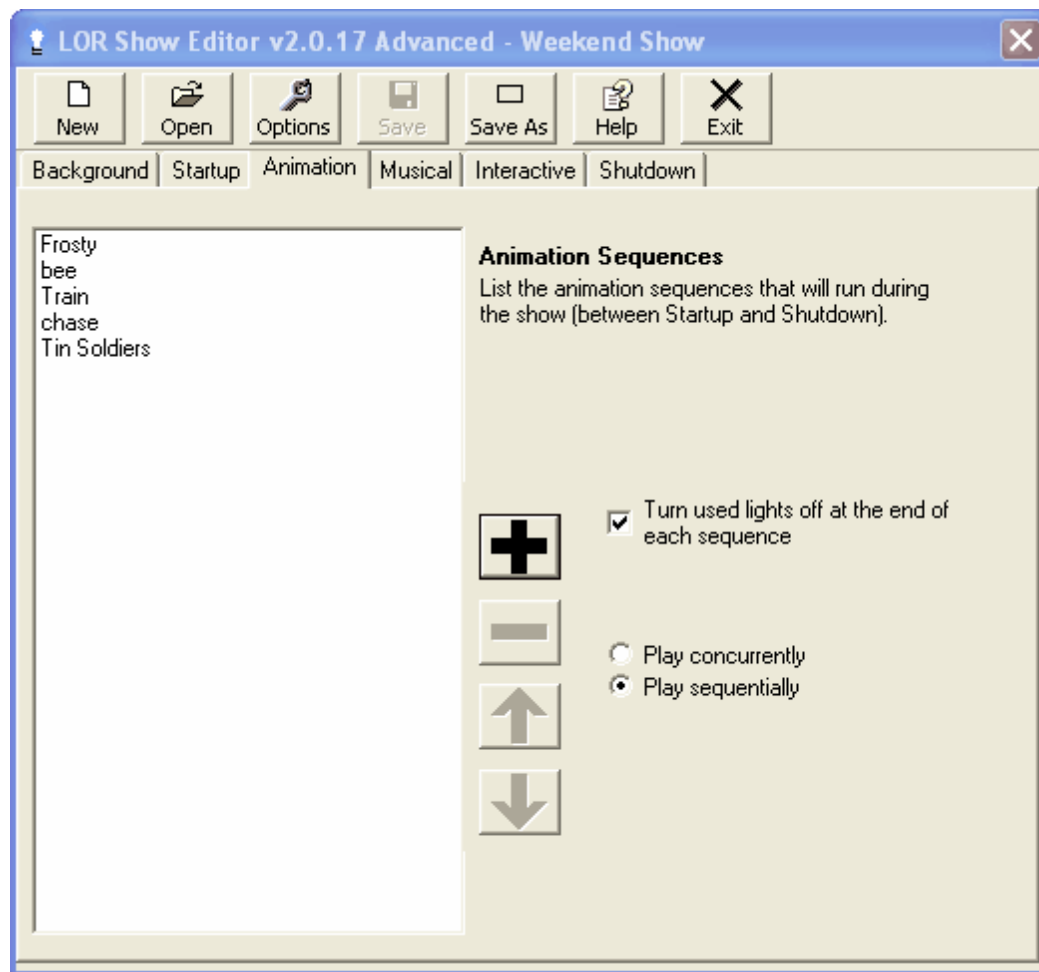 LOR Show Editor v2.0.17 Advanced - Weekend Show
New Open Options Save Save As Help Exit
Background Startup Animation Musical Interactive Shutdown
Frosty
bee
Train
chase
Tin Soldiers
Animation Sequences
List the animation sequences that will run during
the show (between Startup and Shutdown).
Turn used lights off at the end of
each sequence
Play concurrently
Play sequentially